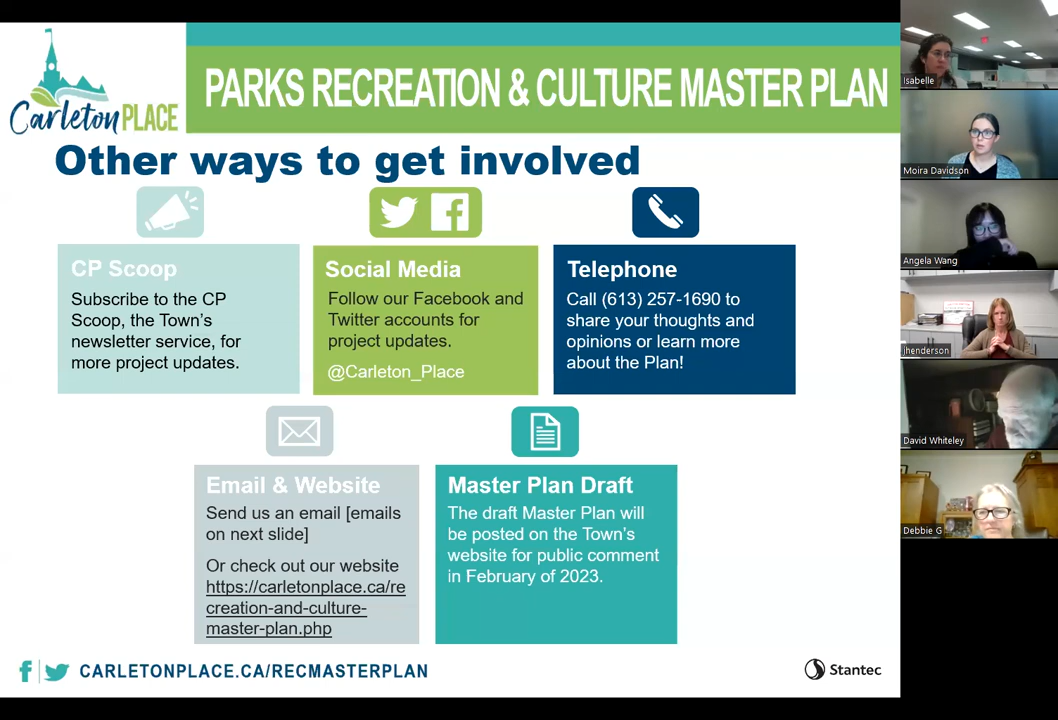 Carleton PLACE
PARKS RECREATION & CULTURE MASTER PLAN
Other ways to get involved
CP Scoop
Subscribe to the CP
Scoop, the Town's
newsletter service, for
more project updates.
Social Media
Follow our Facebook and
Twitter accounts for
project updates.
@Carleton_Place
Telephone
Call (613) 257-1690 to
share your thoughts and
opinions or learn more
about the Plan!
Email & Website
Send us an email [emails
on next slide]
Or check out our website
https://carletonplace.ca/re
creation-and-culture-
master-plan.php
Master Plan Draft
The draft Master Plan will
be posted on the Town's
website for public comment
in February of 2023.
CARLETONPLACE.CA/RECMASTERPLAN
Stantec
Isabelle
Moira Davidson
Angela Wang
jhenderson
David Whiteley
Debbie G